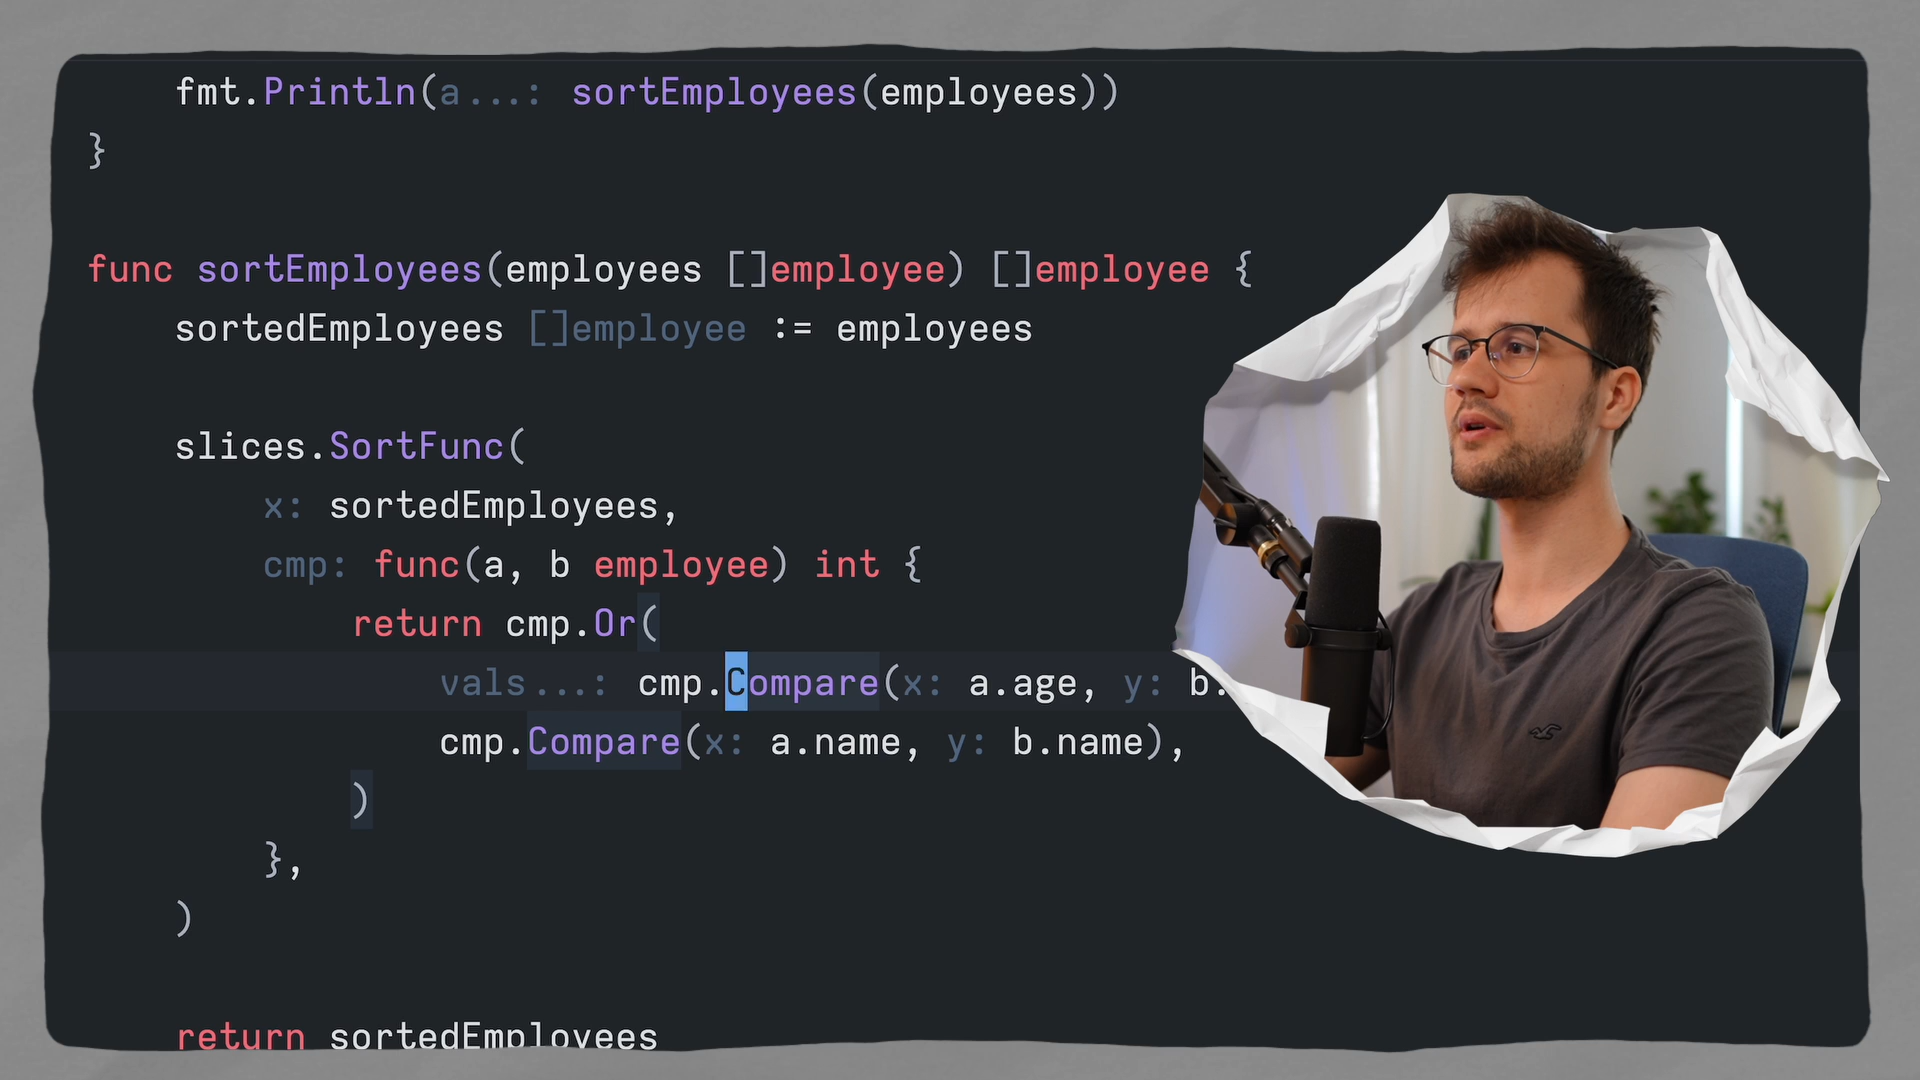 fmt.Println(a...: sortEmployees(employees))
}
func sortEmployees(employees []employee) []employee {
sortedEmployees []employee := employees
slices.SortFunc(
x: sortedEmployees,
cmp: func(a, b employee) int {
return cmp.Or(
vals...: cmp.Compare(x: a.age, y: b.
cmp.Compare(x: a.name, y: b.name),
)
},
)
return sortedEmployees